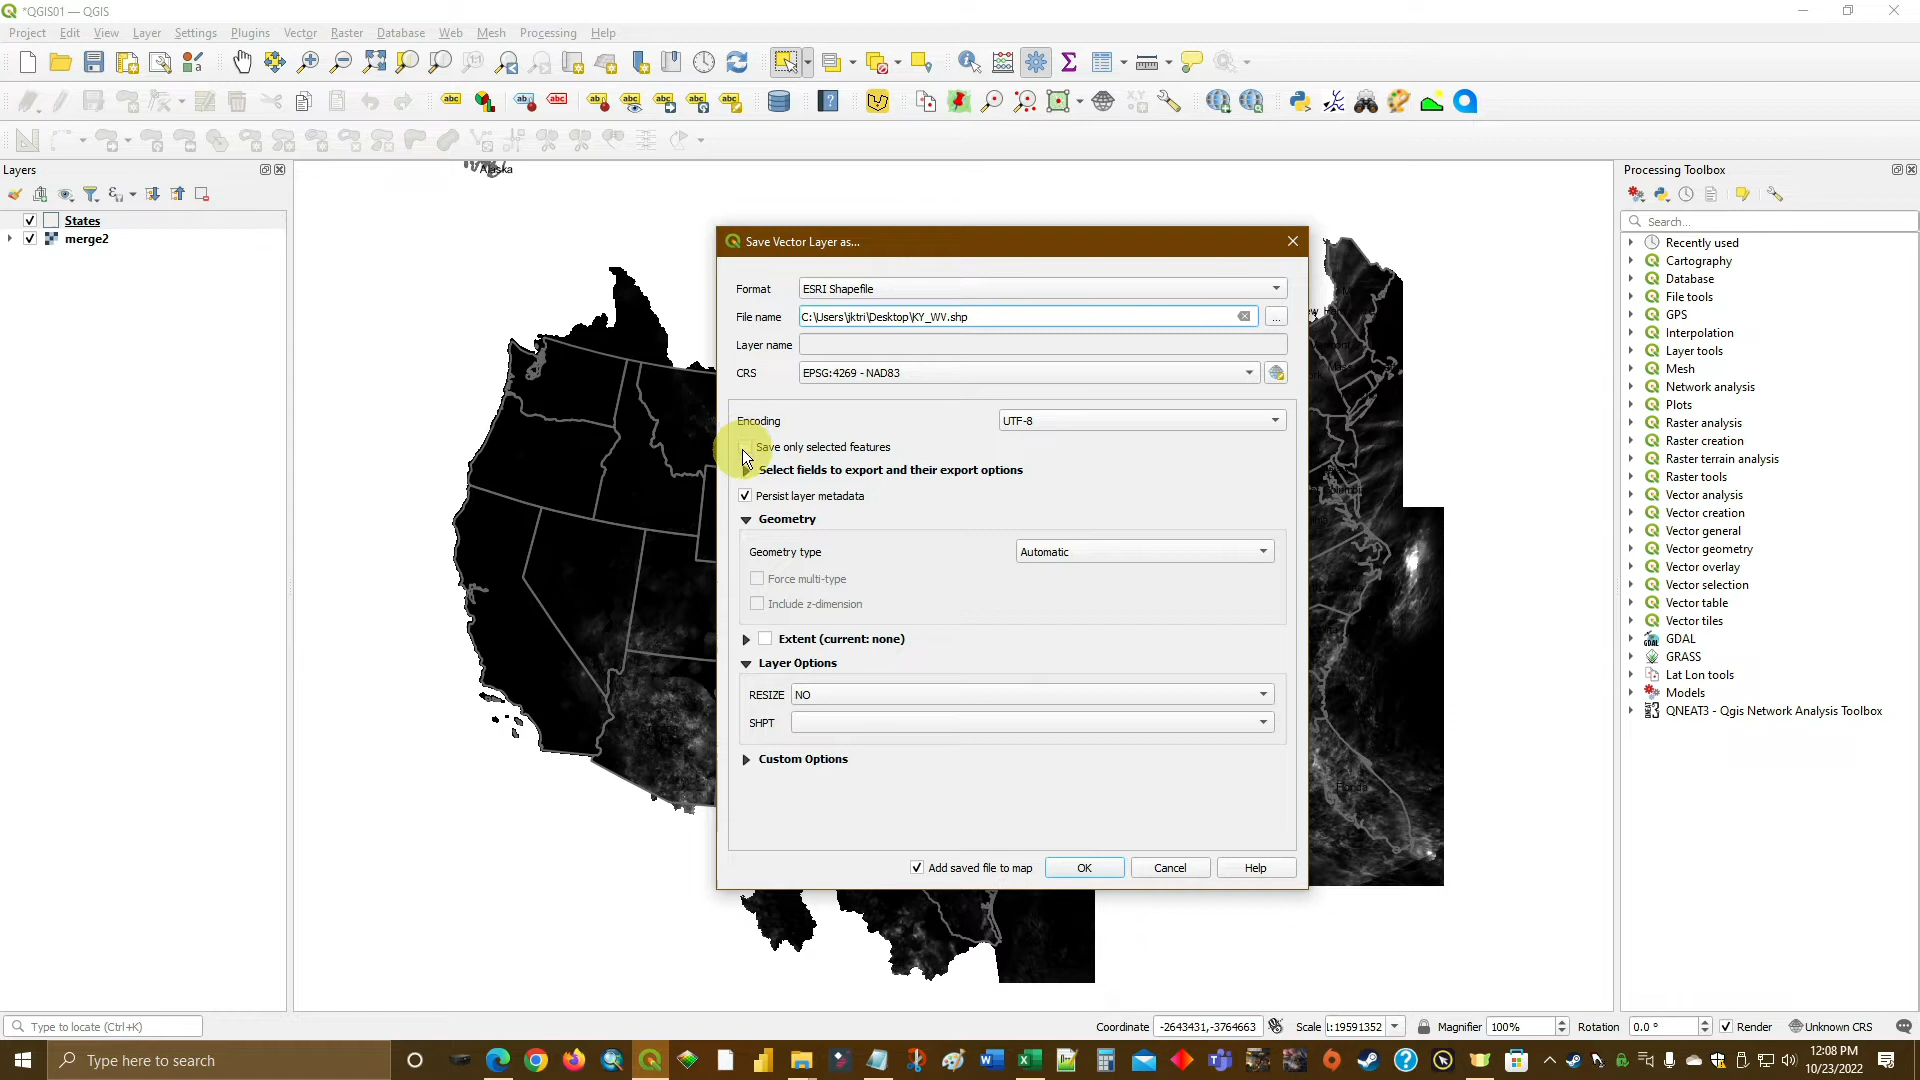 *QGIS01 — QGIS
Project Edit View Layer Settings Plugins Vector Raster Database Web Mesh Processing Help
Layers
States
merge2
Alaska
Save Vector Layer as...
Format ESRI Shapefile
File name C:\Users\jktri\Desktop\KY_WV.shp
Layer name
CRS EPSG:4269 - NAD83
Encoding UTF-8
Save only selected features
Select fields to export and their export options
Persist layer metadata
Geometry
Geometry type Automatic
Force multi-type
Include z-dimension
Extent (current: none)
Layer Options
RESIZE NO
SHPT
Custom Options
Add saved file to map OK Cancel Help
Florida
Processing Toolbox
Search...
Recently used
Cartography
Database
File tools
GPS
Interpolation
Layer tools
Mesh
Network analysis
Plots
Raster analysis
Raster creation
Raster terrain analysis
Raster tools
Vector analysis
Vector creation
Vector general
Vector geometry
Vector overlay
Vector selection
Vector table
Vector tiles
GDAL
GRASS
Lat Lon tools
Models
QNEAT3 - Qgis Network Analysis Toolbox
Type to locate (Ctrl+K) Coordinate -2643431,-3764663 Scale 1:19591352 Magnifier 100% Rotation 0.0 ° Render Unknown CRS
Type here to search
12:08 PM
10/23/2022